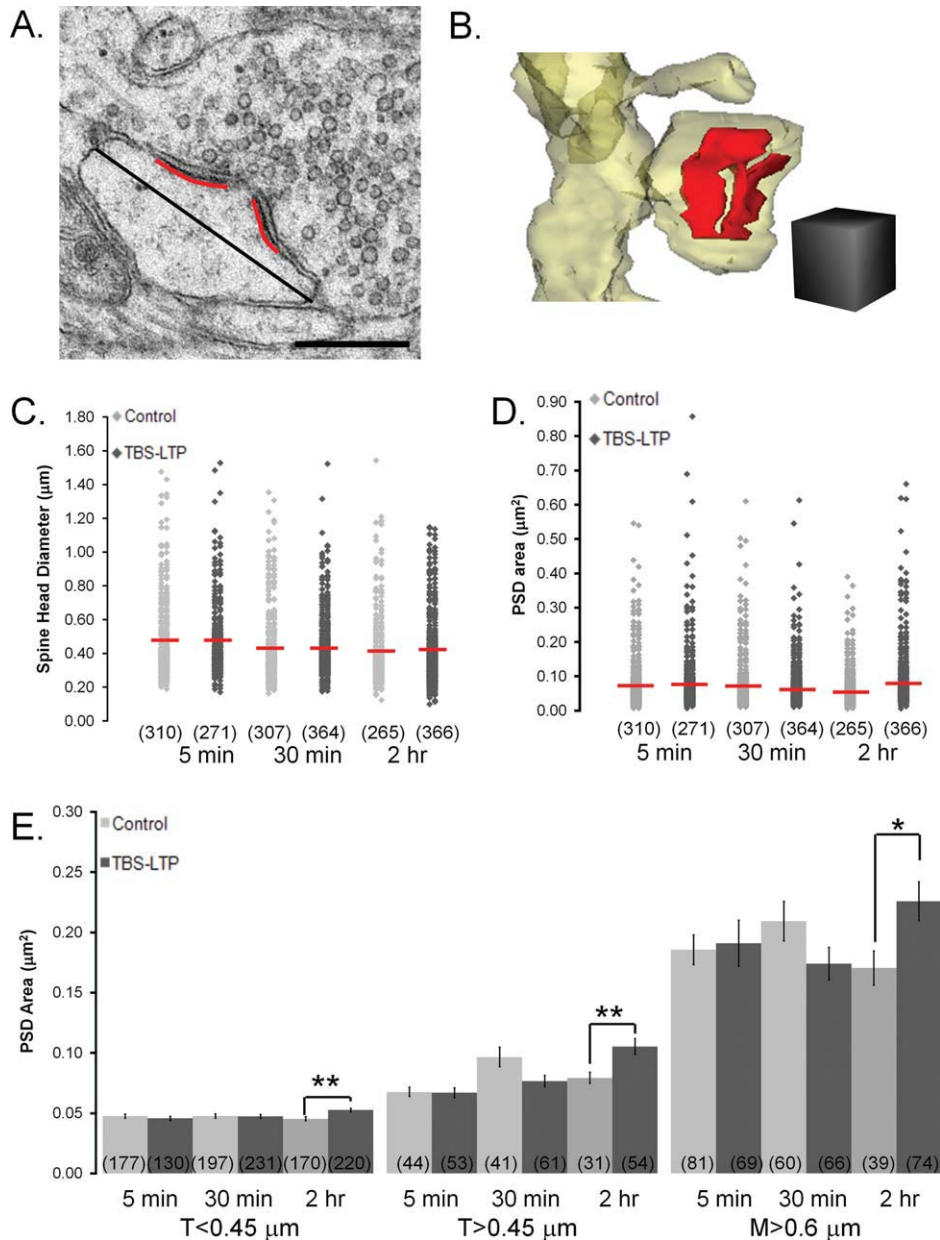 A.
B.
C.
Control
TBS-LTP
Spine Head Diameter (µm)
1.80
1.60
1.40
1.20
1.00
0.80
0.60
0.40
0.20
0.00
(310) (271) (307) (364) (265) (366)
5 min 30 min 2 hr
D.
Control
TBS-LTP
PSD area (µm²)
0.90
0.80
0.70
0.60
0.50
0.40
0.30
0.20
0.10
0.00
(310) (271) (307) (364) (265) (366)
5 min 30 min 2 hr
E.
Control
TBS-LTP
PSD Area (µm²)
0.30
0.25
0.20
0.15
0.10
0.05
0.00
** ** *
(177) (130) (197) (231) (170) (220) (44) (53) (41) (61) (31) (54) (81) (69) (60) (66) (39) (74)
5 min 30 min 2 hr 5 min 30 min 2 hr 5 min 30 min 2 hr
T<0.45 µm T>0.45 µm M>0.6 µm